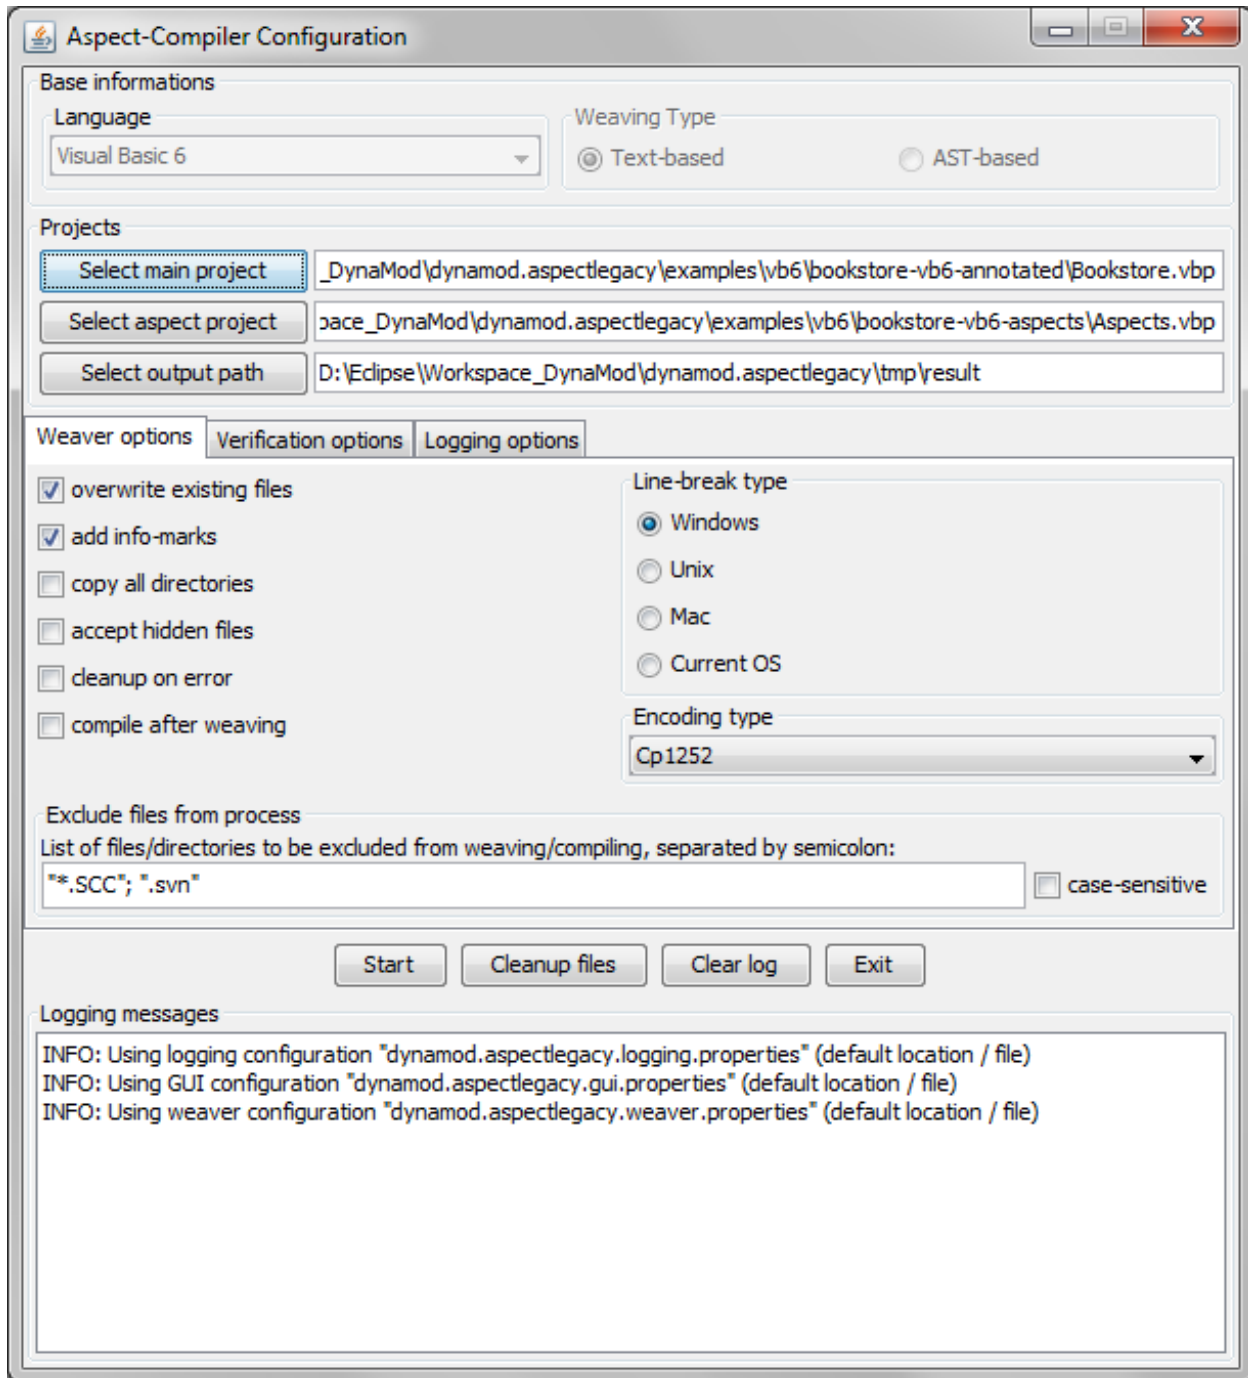 Aspect-Compiler Configuration
Base informations
Language
Weaving Type
Visual Basic 6
Text-based
AST-based
Projects
Select main project
_DynaMod\dynamod.aspectlegacy\examples\vb6\bookstore-vb6-annotated\Bookstore.vbp
Select aspect project
pace_DynaMod\dynamod.aspectlegacy\examples\vb6\bookstore-vb6-aspects\Aspects.vbp
Select output path
D:\Eclipse\Workspace_DynaMod\dynamod.aspectlegacy\tmp\result
Weaver options
Verification options
Logging options
overwrite existing files
add info-marks
copy all directories
accept hidden files
cleanup on error
compile after weaving
Line-break type
Windows
Unix
Mac
Current OS
Encoding type
Cp1252
Exclude files from process
List of files/directories to be excluded from weaving/compiling, separated by semicolon:
"*.SCC"; ".svn"
case-sensitive
Start
Cleanup files
Clear log
Exit
Logging messages
INFO: Using logging configuration "dynamod.aspectlegacy.logging.properties" (default location / file)
INFO: Using GUI configuration "dynamod.aspectlegacy.gui.properties" (default location / file)
INFO: Using weaver configuration "dynamod.aspectlegacy.weaver.properties" (default location / file)